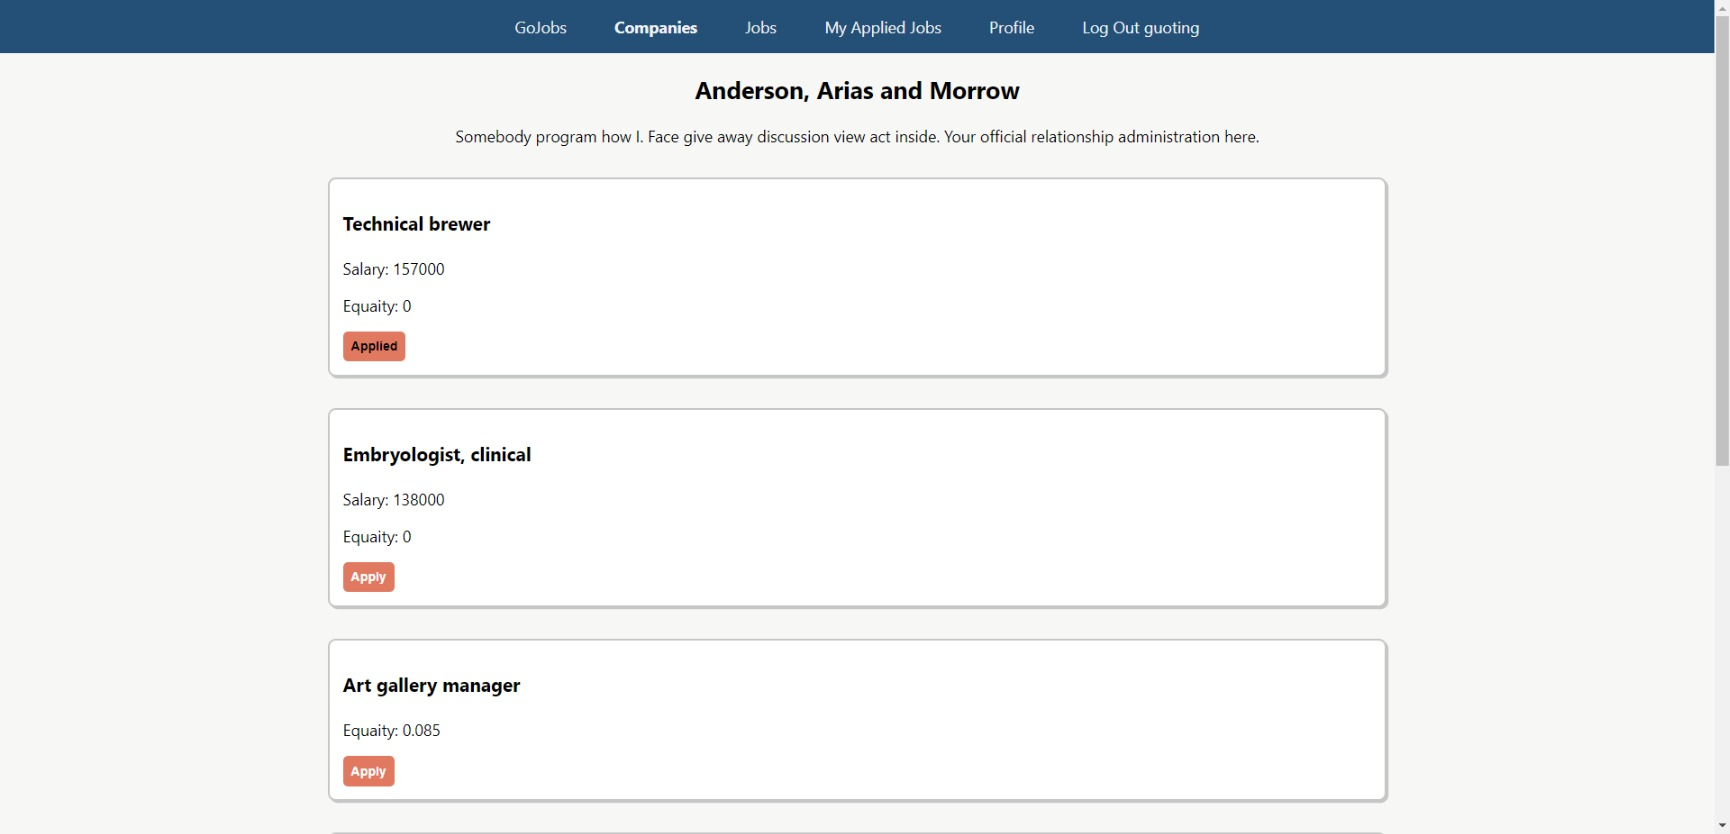 GoJobs Companies Jobs My Applied Jobs Profile Log Out guoting
Anderson, Arias and Morrow
Somebody program how I. Face give away discussion view act inside. Your official relationship administration here.
Technical brewer
Salary: 157000
Equaity: 0
Applied
Embryologist, clinical
Salary: 138000
Equaity: 0
Apply
Art gallery manager
Equaity: 0.085
Apply